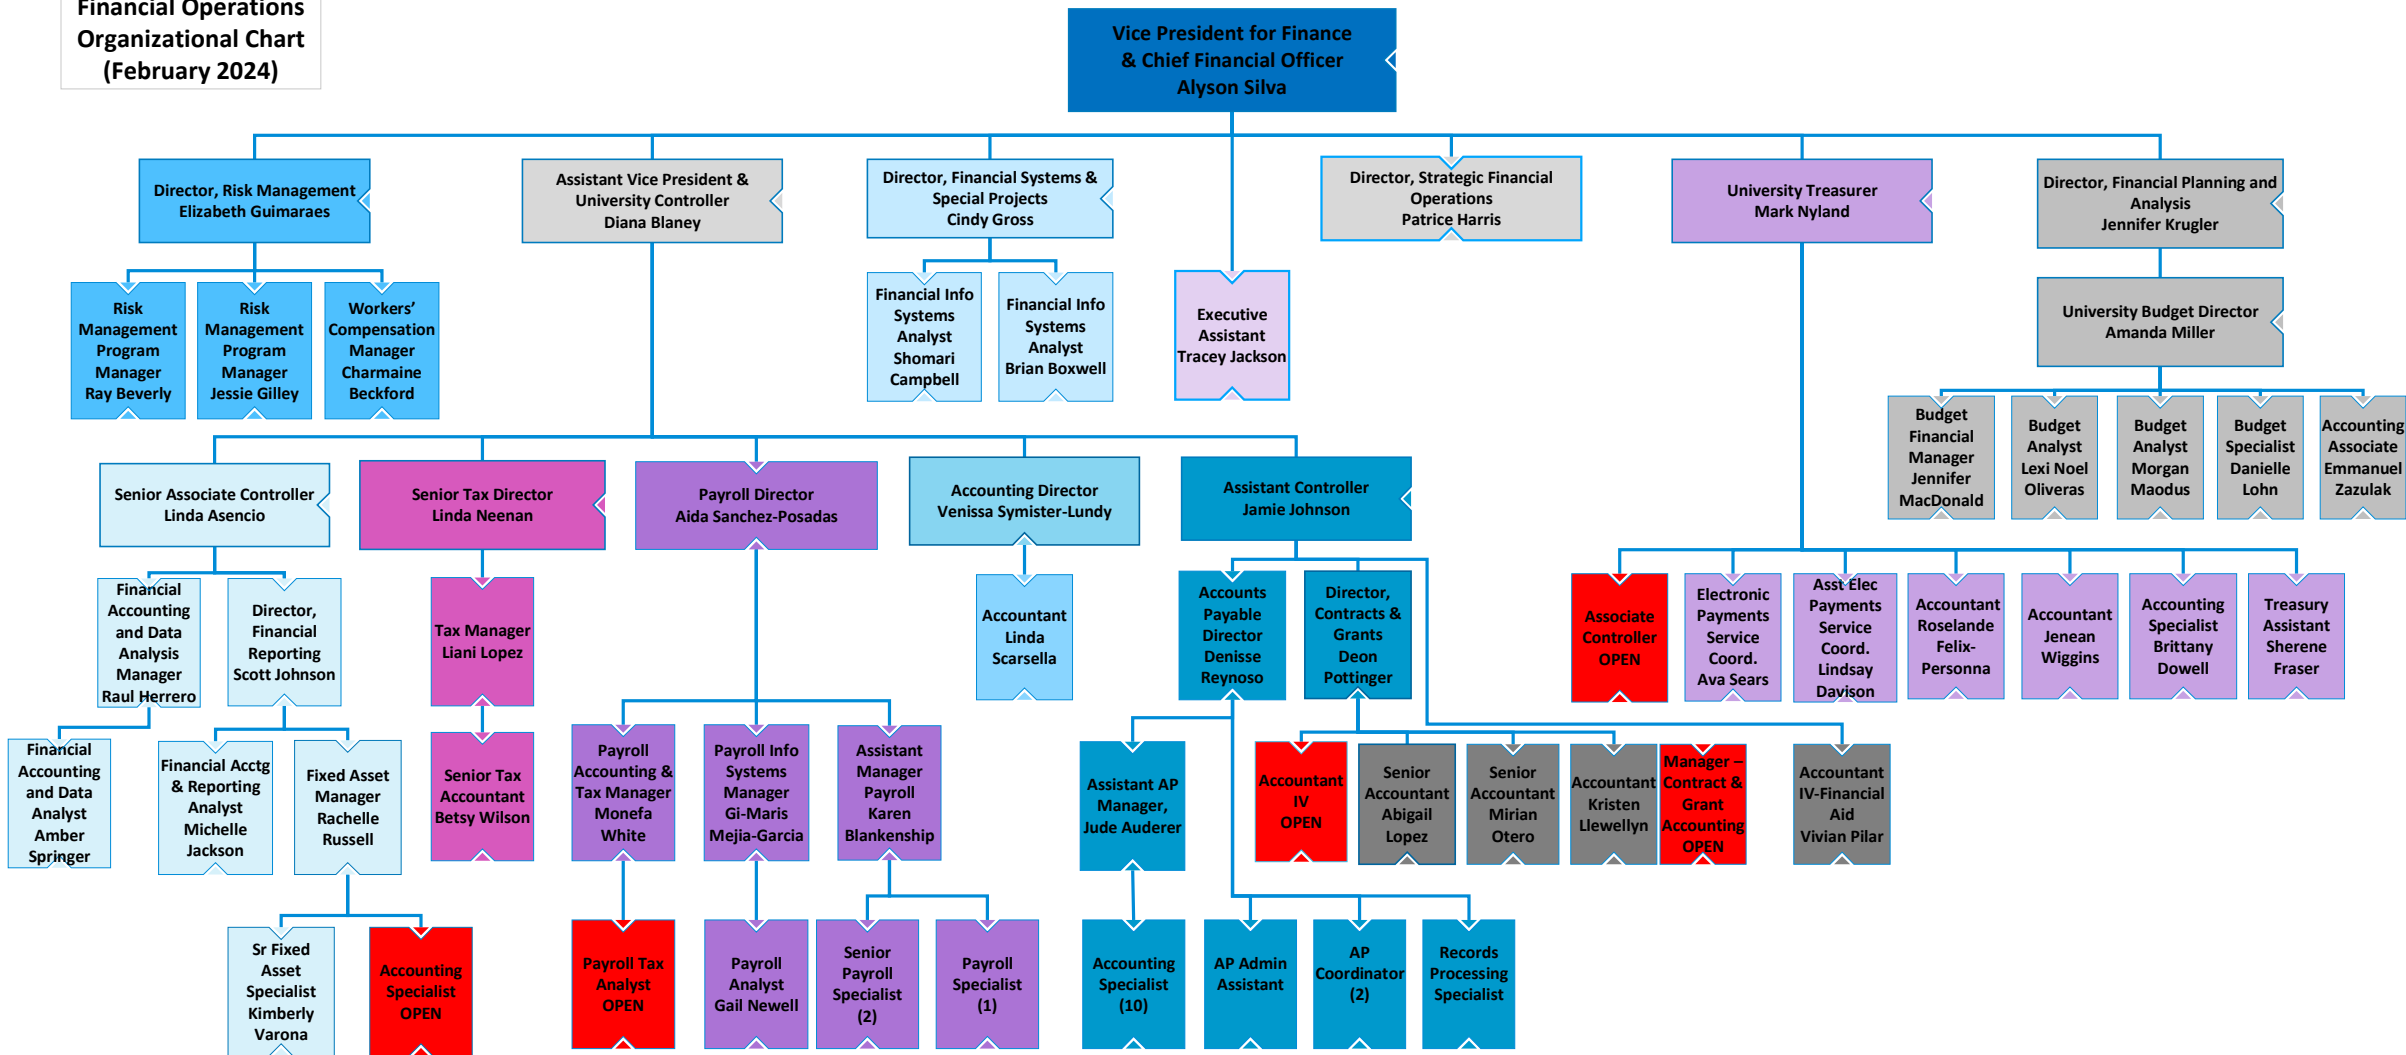 Financial Operations
Organizational Chart
(February 2024)
Vice President for Finance
& Chief Financial Officer
Alyson Silva
Director, Risk Management
Elizabeth Guimaraes
Assistant Vice President &
University Controller
Diana Blaney
Director, Financial Systems &
Special Projects
Cindy Gross
Director, Strategic Financial
Operations
Patrice Harris
University Treasurer
Mark Nyland
Director, Financial Planning and
Analysis
Jennifer Krugler
Risk
Management
Program
Manager
Ray Beverly
Risk
Management
Program
Manager
Jessie Gilley
Workers’
Compensation
Manager
Charmaine
Beckford
Financial Info
Systems
Analyst
Shomari
Campbell
Financial Info
Systems
Analyst
Brian Boxwell
Executive
Assistant
Tracey Jackson
University Budget Director
Amanda Miller
Budget
Financial
Manager
Jennifer
MacDonald
Budget
Analyst
Lexi Noel
Oliveras
Budget
Analyst
Morgan
Maodus
Budget
Specialist
Danielle
Lohn
Accounting
Associate
Emmanuel
Zazulak
Senior Associate Controller
Linda Asencio
Senior Tax Director
Linda Neenan
Payroll Director
Aida Sanchez-Posadas
Accounting Director
Venissa Symister-Lundy
Assistant Controller
Jamie Johnson
Financial
Accounting
and Data
Analysis
Manager
Raul Herrero
Director,
Financial
Reporting
Scott Johnson
Tax Manager
Liani Lopez
Accountant
Linda
Scarsella
Accounts
Payable
Director
Denisse
Reynoso
Director,
Contracts &
Grants
Deon
Pottinger
Associate
Controller
OPEN
Electronic
Payments
Service
Coord.
Ava Sears
Asst Elec
Payments
Service
Coord.
Lindsay
Davison
Accountant
Roselande
Felix-
Personna
Accountant
Jenean
Wiggins
Accounting
Specialist
Brittany
Dowell
Treasury
Assistant
Sherene
Fraser
Financial
Accounting
and Data
Analyst
Amber
Springer
Financial Acctg
& Reporting
Analyst
Michelle
Jackson
Fixed Asset
Manager
Rachelle
Russell
Senior Tax
Accountant
Betsy Wilson
Payroll
Accounting &
Tax Manager
Monefa
White
Payroll Info
Systems
Manager
Gi-Maris
Mejia-Garcia
Assistant
Manager
Payroll
Karen
Blankenship
Assistant AP
Manager,
Jude Auderer
Accountant
IV
OPEN
Senior
Accountant
Abigail
Lopez
Senior
Accountant
Mirian
Otero
Accountant
Kristen
Llewellyn
Manager –
Contract &
Grant
Accounting
OPEN
Accountant
IV-Financial
Aid
Vivian Pilar
Sr Fixed
Asset
Specialist
Kimberly
Varona
Accounting
Specialist
OPEN
Payroll Tax
Analyst
OPEN
Payroll
Analyst
Gail Newell
Senior
Payroll
Specialist
(2)
Payroll
Specialist
(1)
Accounting
Specialist
(10)
AP Admin
Assistant
AP
Coordinator
(2)
Records
Processing
Specialist